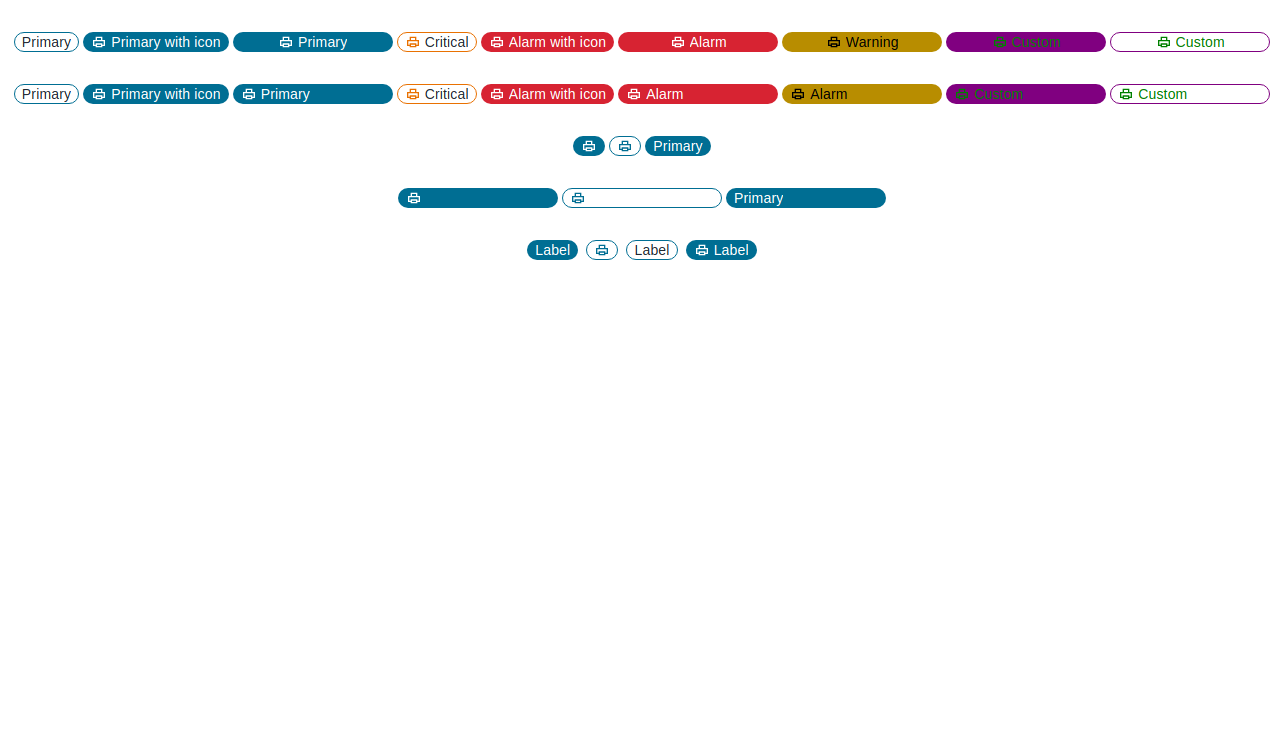 Primary Primary with icon Primary Critical Alarm with icon Alarm Warning Custom Custom
Primary Primary with icon Primary Critical Alarm with icon Alarm Alarm Custom Custom
Primary
Primary
Label Label Label